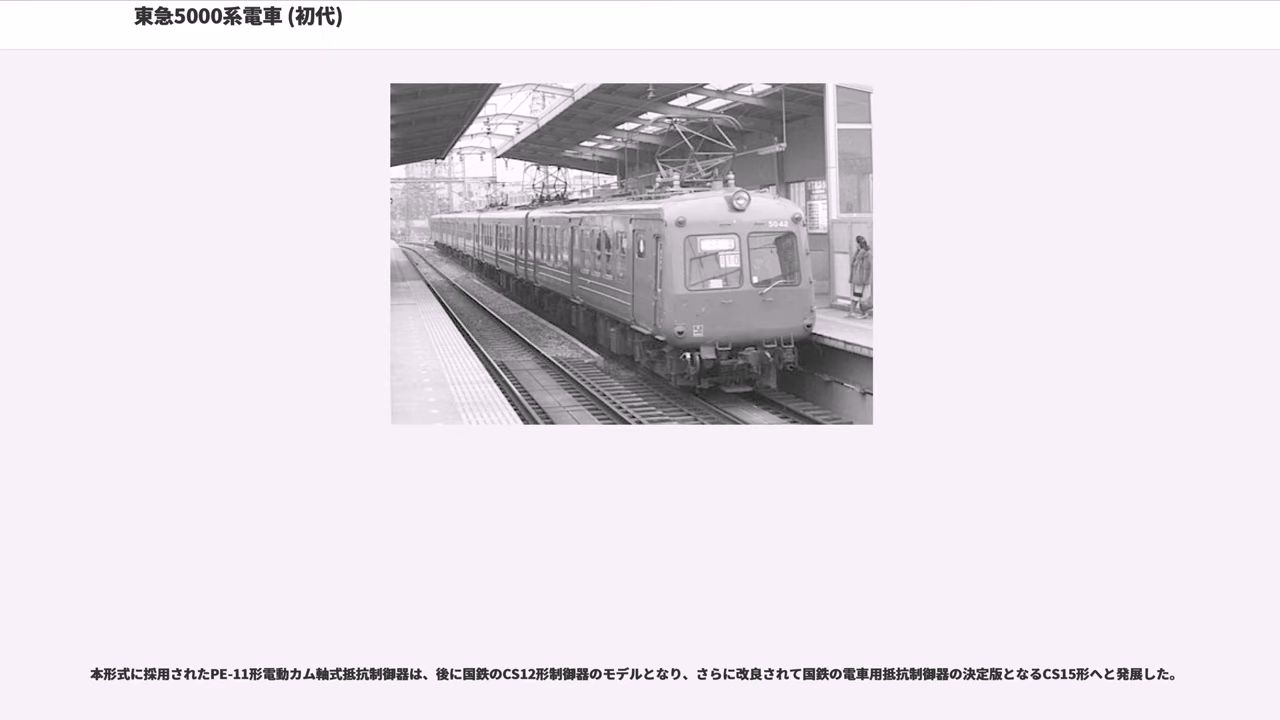 東急5000系電車 (初代)
5042
本形式に採用されたPE-11形電動カム軸式抵抗制御器は、後に国鉄のCS12形制御器のモデルとなり、さらに改良されて国鉄の電車用抵抗制御器の決定版となるCS15形へと発展した。